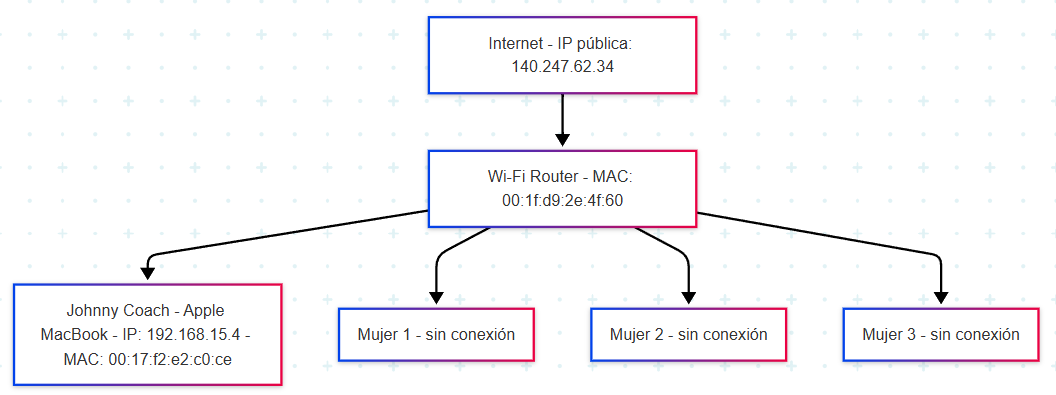 Internet - IP pública:
140.247.62.34
Wi-Fi Router - MAC:
00:1f:d9:2e:4f:60
Johnny Coach - Apple
MacBook - IP: 192.168.15.4 -
MAC: 00:17:f2:e2:c0:ce
Mujer 1 - sin conexión
Mujer 2 - sin conexión
Mujer 3 - sin conexión